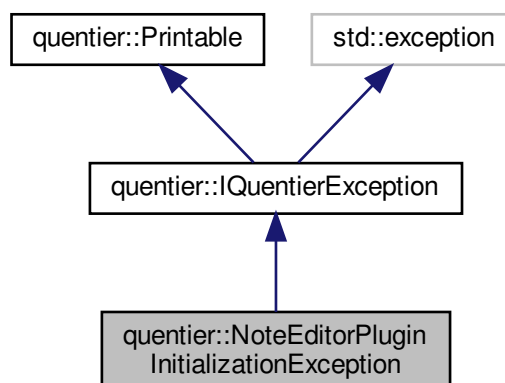 quentier::Printable
std::exception
quentier::IQuentierException
quentier::NoteEditorPlugin
InitializationException